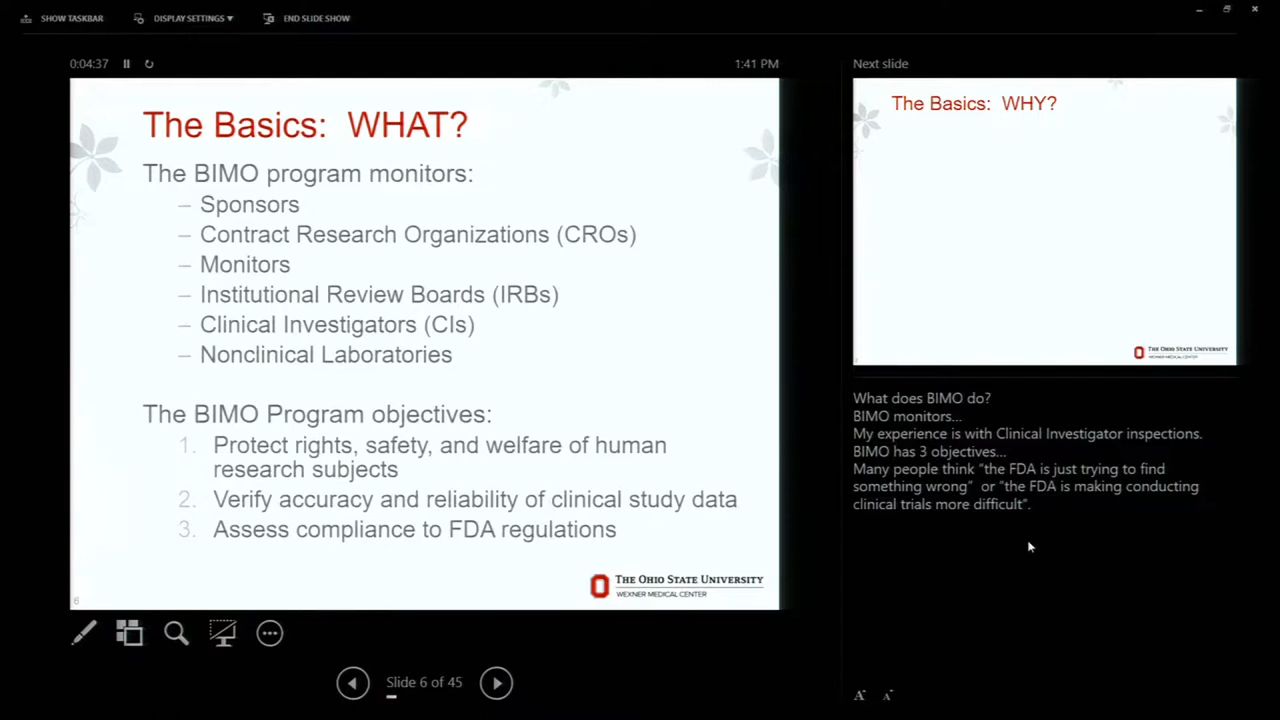 SHOW TASKBAR
DISPLAY SETTINGS
END SLIDE SHOW
0:04:37
1:41 PM
The Basics: WHAT?
The BIMO program monitors:
– Sponsors
– Contract Research Organizations (CROs)
– Monitors
– Institutional Review Boards (IRBs)
– Clinical Investigators (CIs)
– Nonclinical Laboratories
The BIMO Program objectives:
1. Protect rights, safety, and welfare of human
research subjects
2. Verify accuracy and reliability of clinical study data
3. Assess compliance to FDA regulations
THE OHIO STATE UNIVERSITY
WEXNER MEDICAL CENTER
6
Slide 6 of 45
Next slide
The Basics: WHY?
THE OHIO STATE UNIVERSITY
WEXNER MEDICAL CENTER
7
What does BIMO do?
BIMO monitors...
My experience is with Clinical Investigator inspections.
BIMO has 3 objectives...
Many people think “the FDA is just trying to find
something wrong” or “the FDA is making conducting
clinical trials more difficult”.
A A